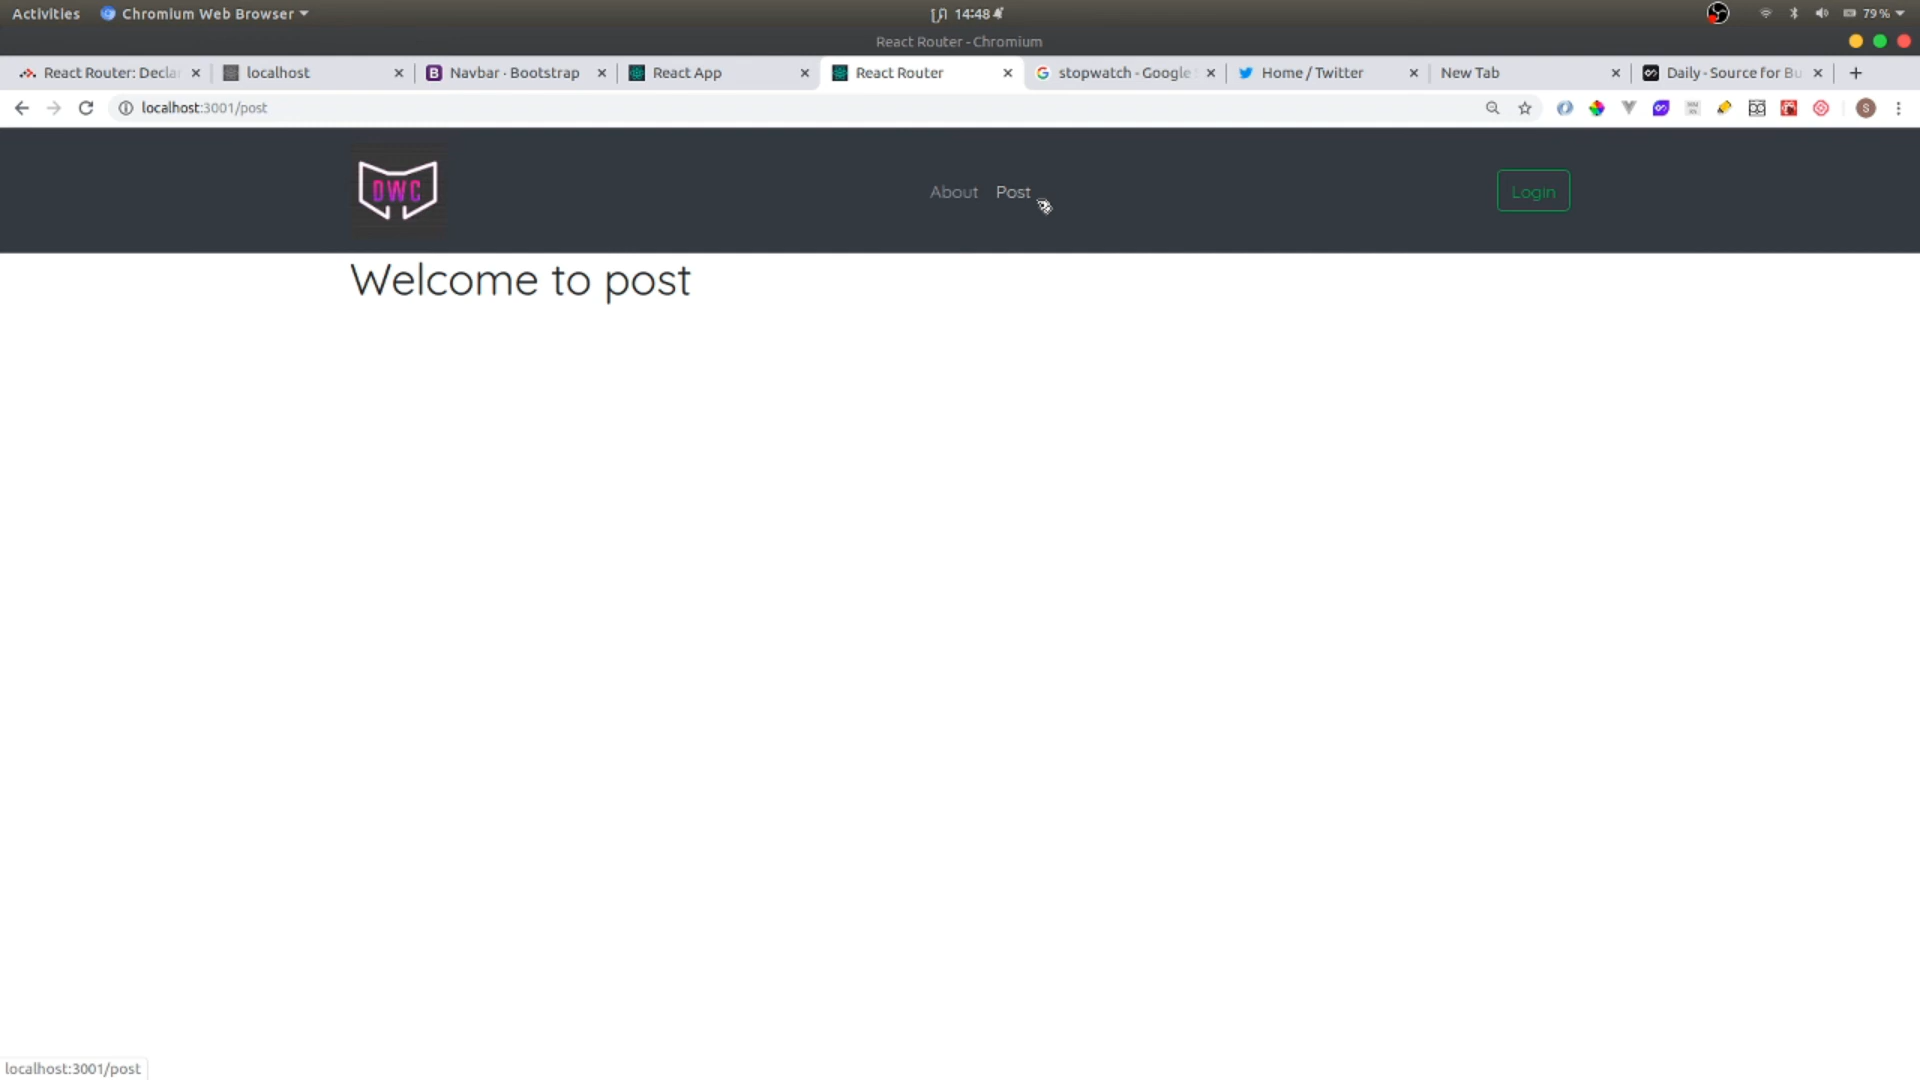 Activities
Chromium Web Browser
14:48
79%
React Router - Chromium
React Router: Decla
localhost
Navbar · Bootstrap
React App
React Router
stopwatch - Google
Home / Twitter
New Tab
Daily - Source for Bu
localhost:3001/post
S
DWC
About
Post
Login
Welcome to post
localhost:3001/post